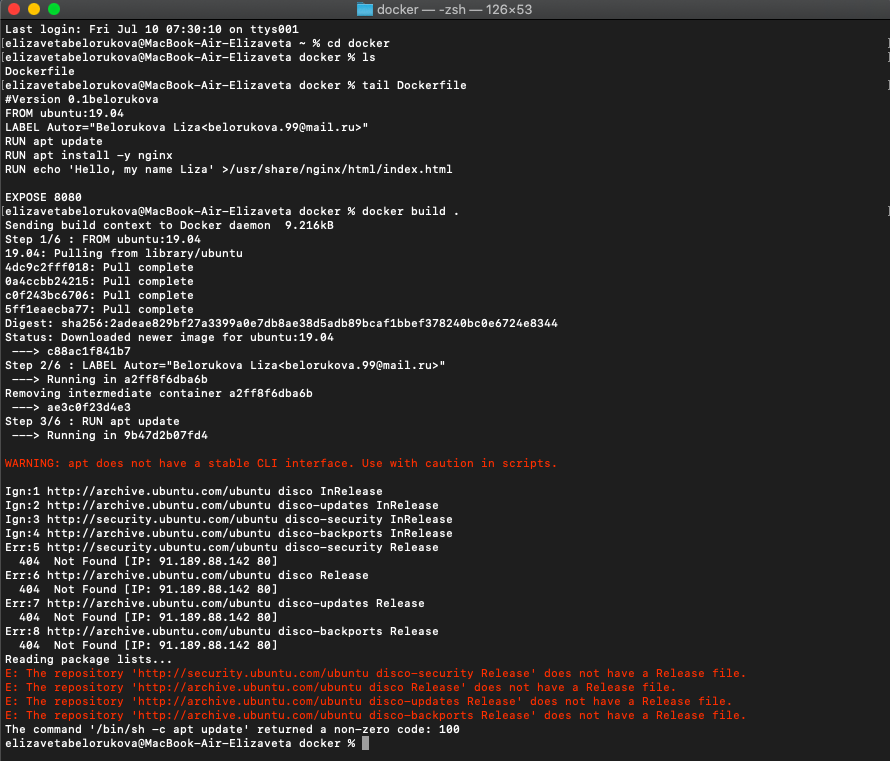 docker — -zsh — 126×53
Last login: Fri Jul 10 07:30:10 on ttys001
[elizavetabelorukova@MacBook-Air-Elizaveta ~ % cd docker ]
[elizavetabelorukova@MacBook-Air-Elizaveta docker % ls ]
Dockerfile
[elizavetabelorukova@MacBook-Air-Elizaveta docker % tail Dockerfile ]
#Version 0.1belorukova
FROM ubuntu:19.04
LABEL Autor="Belorukova Liza<belorukova.99@mail.ru>"
RUN apt update
RUN apt install -y nginx
RUN echo 'Hello, my name Liza' >/usr/share/nginx/html/index.html
EXPOSE 8080
[elizavetabelorukova@MacBook-Air-Elizaveta docker % docker build . ]
Sending build context to Docker daemon  9.216kB
Step 1/6 : FROM ubuntu:19.04
19.04: Pulling from library/ubuntu
4dc9c2fff018: Pull complete
0a4ccbb24215: Pull complete
c0f243bc6706: Pull complete
5ff1eaecba77: Pull complete
Digest: sha256:2adeae829bf27a3399a0e7db8ae38d5adb89bcaf1bbef378240bc0e6724e8344
Status: Downloaded newer image for ubuntu:19.04
 ---> c88ac1f841b7
Step 2/6 : LABEL Autor="Belorukova Liza<belorukova.99@mail.ru>"
 ---> Running in a2ff8f6dba6b
Removing intermediate container a2ff8f6dba6b
 ---> ae3c0f23d4e3
Step 3/6 : RUN apt update
 ---> Running in 9b47d2b07fd4
WARNING: apt does not have a stable CLI interface. Use with caution in scripts.
Ign:1 http://archive.ubuntu.com/ubuntu disco InRelease
Ign:2 http://archive.ubuntu.com/ubuntu disco-updates InRelease
Ign:3 http://security.ubuntu.com/ubuntu disco-security InRelease
Ign:4 http://archive.ubuntu.com/ubuntu disco-backports InRelease
Err:5 http://security.ubuntu.com/ubuntu disco-security Release
  404  Not Found [IP: 91.189.88.142 80]
Err:6 http://archive.ubuntu.com/ubuntu disco Release
  404  Not Found [IP: 91.189.88.142 80]
Err:7 http://archive.ubuntu.com/ubuntu disco-updates Release
  404  Not Found [IP: 91.189.88.142 80]
Err:8 http://archive.ubuntu.com/ubuntu disco-backports Release
  404  Not Found [IP: 91.189.88.142 80]
Reading package lists...
E: The repository 'http://security.ubuntu.com/ubuntu disco-security Release' does not have a Release file.
E: The repository 'http://archive.ubuntu.com/ubuntu disco Release' does not have a Release file.
E: The repository 'http://archive.ubuntu.com/ubuntu disco-updates Release' does not have a Release file.
E: The repository 'http://archive.ubuntu.com/ubuntu disco-backports Release' does not have a Release file.
The command '/bin/sh -c apt update' returned a non-zero code: 100
elizavetabelorukova@MacBook-Air-Elizaveta docker %